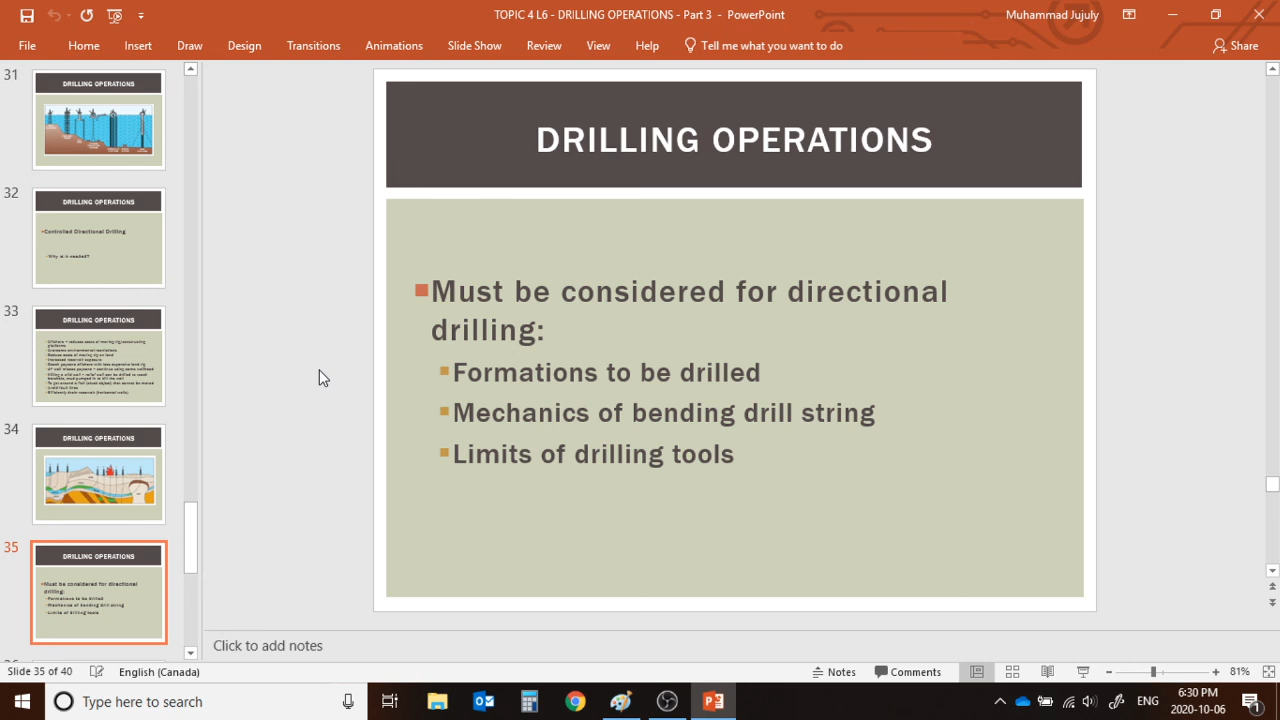 TOPIC 4 L6 - DRILLING OPERATIONS - Part 3 - PowerPoint
Muhammad Jujuly
File
Home
Insert
Draw
Design
Transitions
Animations
Slide Show
Review
View
Help
Tell me what you want to do
Share
31
DRILLING OPERATIONS
32
DRILLING OPERATIONS
Controlled Directional Drilling
33
DRILLING OPERATIONS
34
DRILLING OPERATIONS
35
DRILLING OPERATIONS
Must be considered for directional
drilling:
Formations to be drilled
Mechanics of bending drill string
Limits of drilling tools
DRILLING OPERATIONS
Must be considered for directional
drilling:
Formations to be drilled
Mechanics of bending drill string
Limits of drilling tools
Click to add notes
Slide 35 of 40
English (Canada)
Notes
Comments
81%
Type here to search
ENG
6:30 PM
2020-10-06